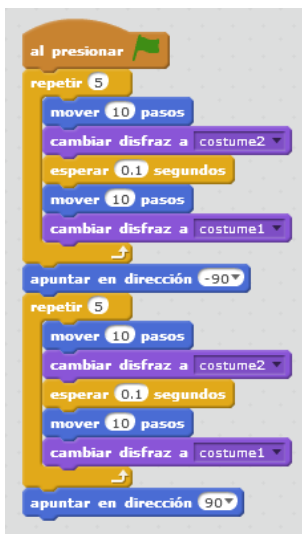 al presionar
repetir 5
mover 10 pasos
cambiar disfraz a costume2
esperar 0.1 segundos
mover 10 pasos
cambiar disfraz a costume1
apuntar en dirección -90
repetir 5
mover 10 pasos
cambiar disfraz a costume2
esperar 0.1 segundos
mover 10 pasos
cambiar disfraz a costume1
apuntar en dirección 90